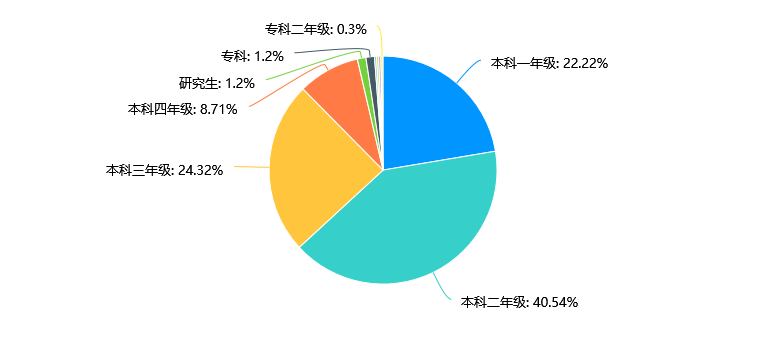 专科二年级: 0.3%
专科: 1.2%
本科一年级: 22.22%
研究生: 1.2%
本科四年级: 8.71%
本科三年级: 24.32%
本科二年级: 40.54%